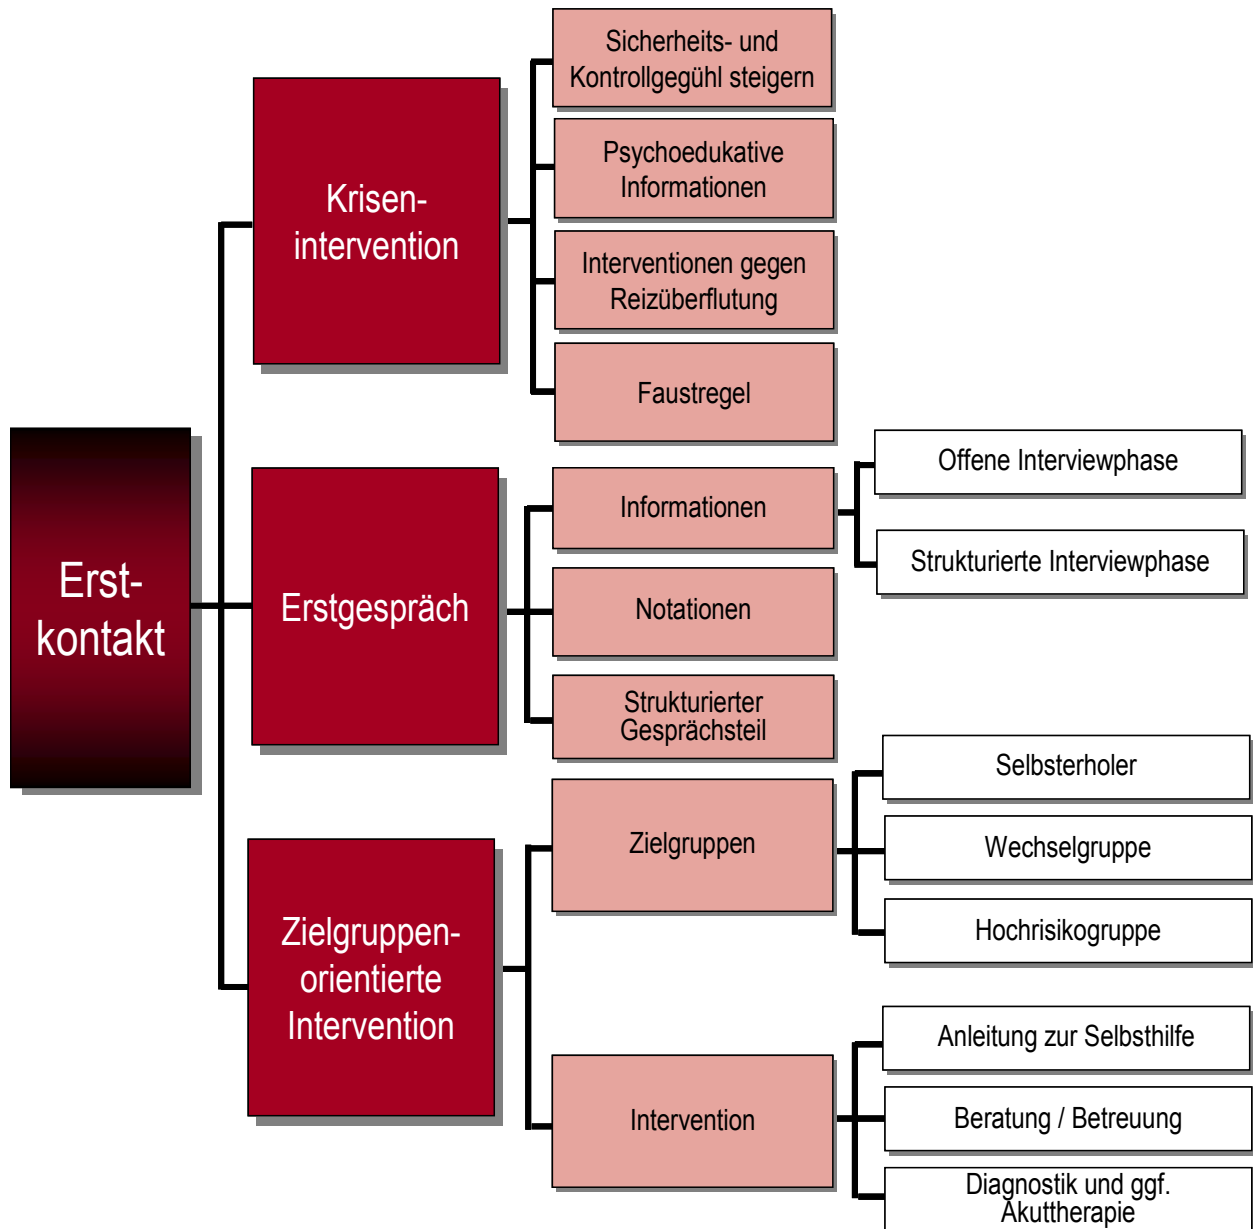 Erst-
kontakt
Krisen-
intervention
Sicherheits- und
Kontrollgegühl steigern
Psychoedukative
Informationen
Interventionen gegen
Reizüberflutung
Faustregel
Erstgespräch
Informationen
Offene Interviewphase
Strukturierte Interviewphase
Notationen
Strukturierter
Gesprächsteil
Zielgruppen-
orientierte
Intervention
Zielgruppen
Selbsterholer
Wechselgruppe
Hochrisikogruppe
Intervention
Anleitung zur Selbsthilfe
Beratung / Betreuung
Diagnostik und ggf.
Akuttherapie